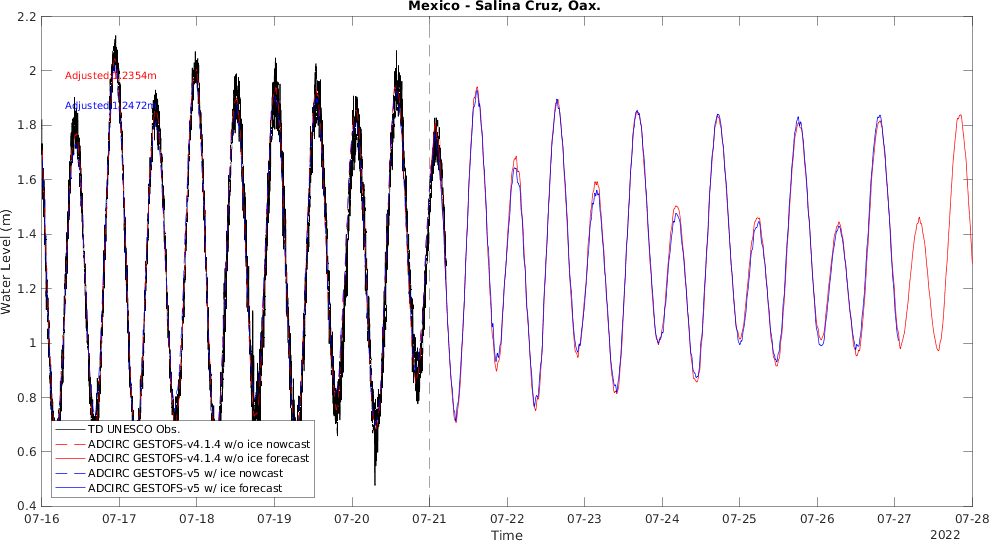 Mexico - Salina Cruz, Oax.
2.2
2
1.8
1.6
1.4
1.2
1
0.8
0.6
0.4
Water Level (m)
Adjusted:1.2354m
Adjusted:1.2472m
TD UNESCO Obs.
ADCIRC GESTOFS-v4.1.4 w/o ice nowcast
ADCIRC GESTOFS-v4.1.4 w/o ice forecast
ADCIRC GESTOFS-v5 w/ ice nowcast
ADCIRC GESTOFS-v5 w/ ice forecast
07-16 07-17 07-18 07-19 07-20 07-21 07-22 07-23 07-24 07-25 07-26 07-27 07-28
Time
2022